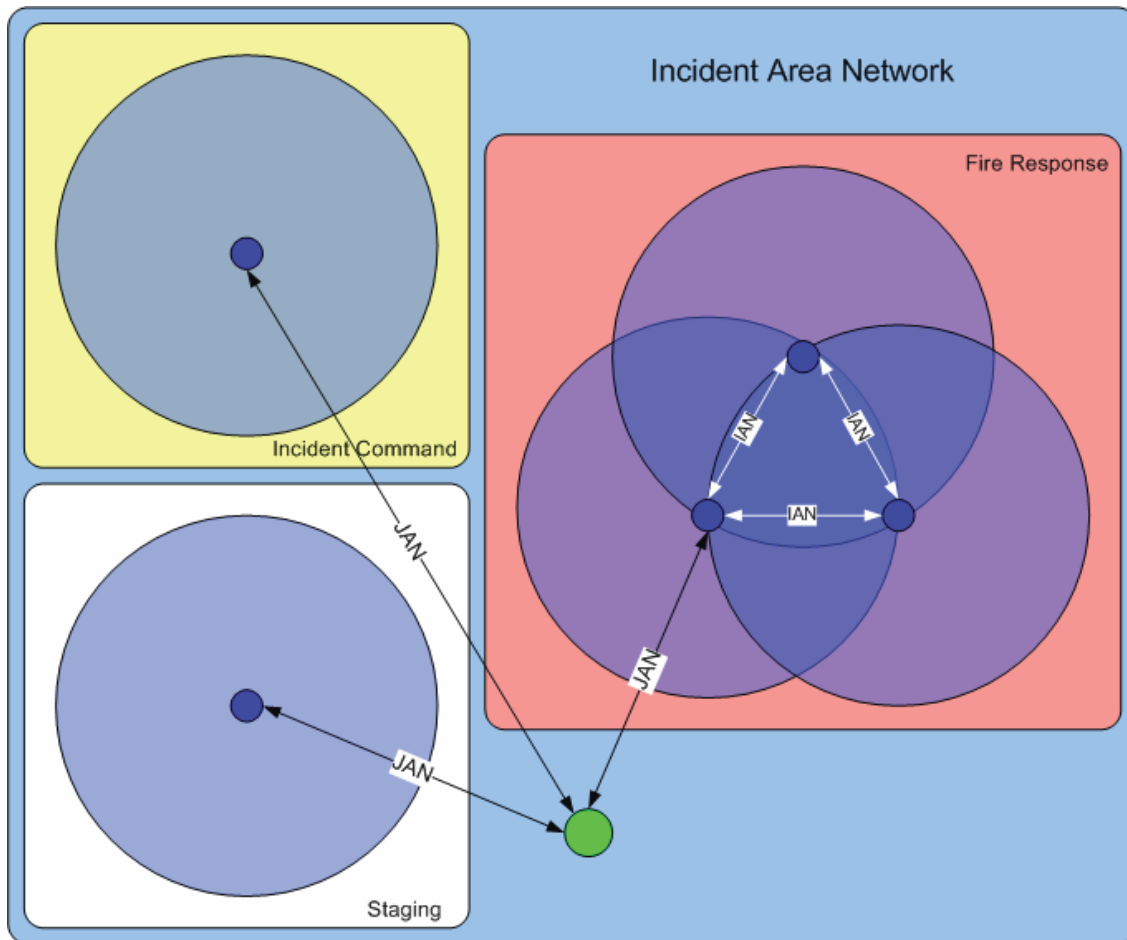 Incident Area Network
Fire Response
Incident Command
IAN
IAN
IAN
JAN
JAN
JAN
Staging